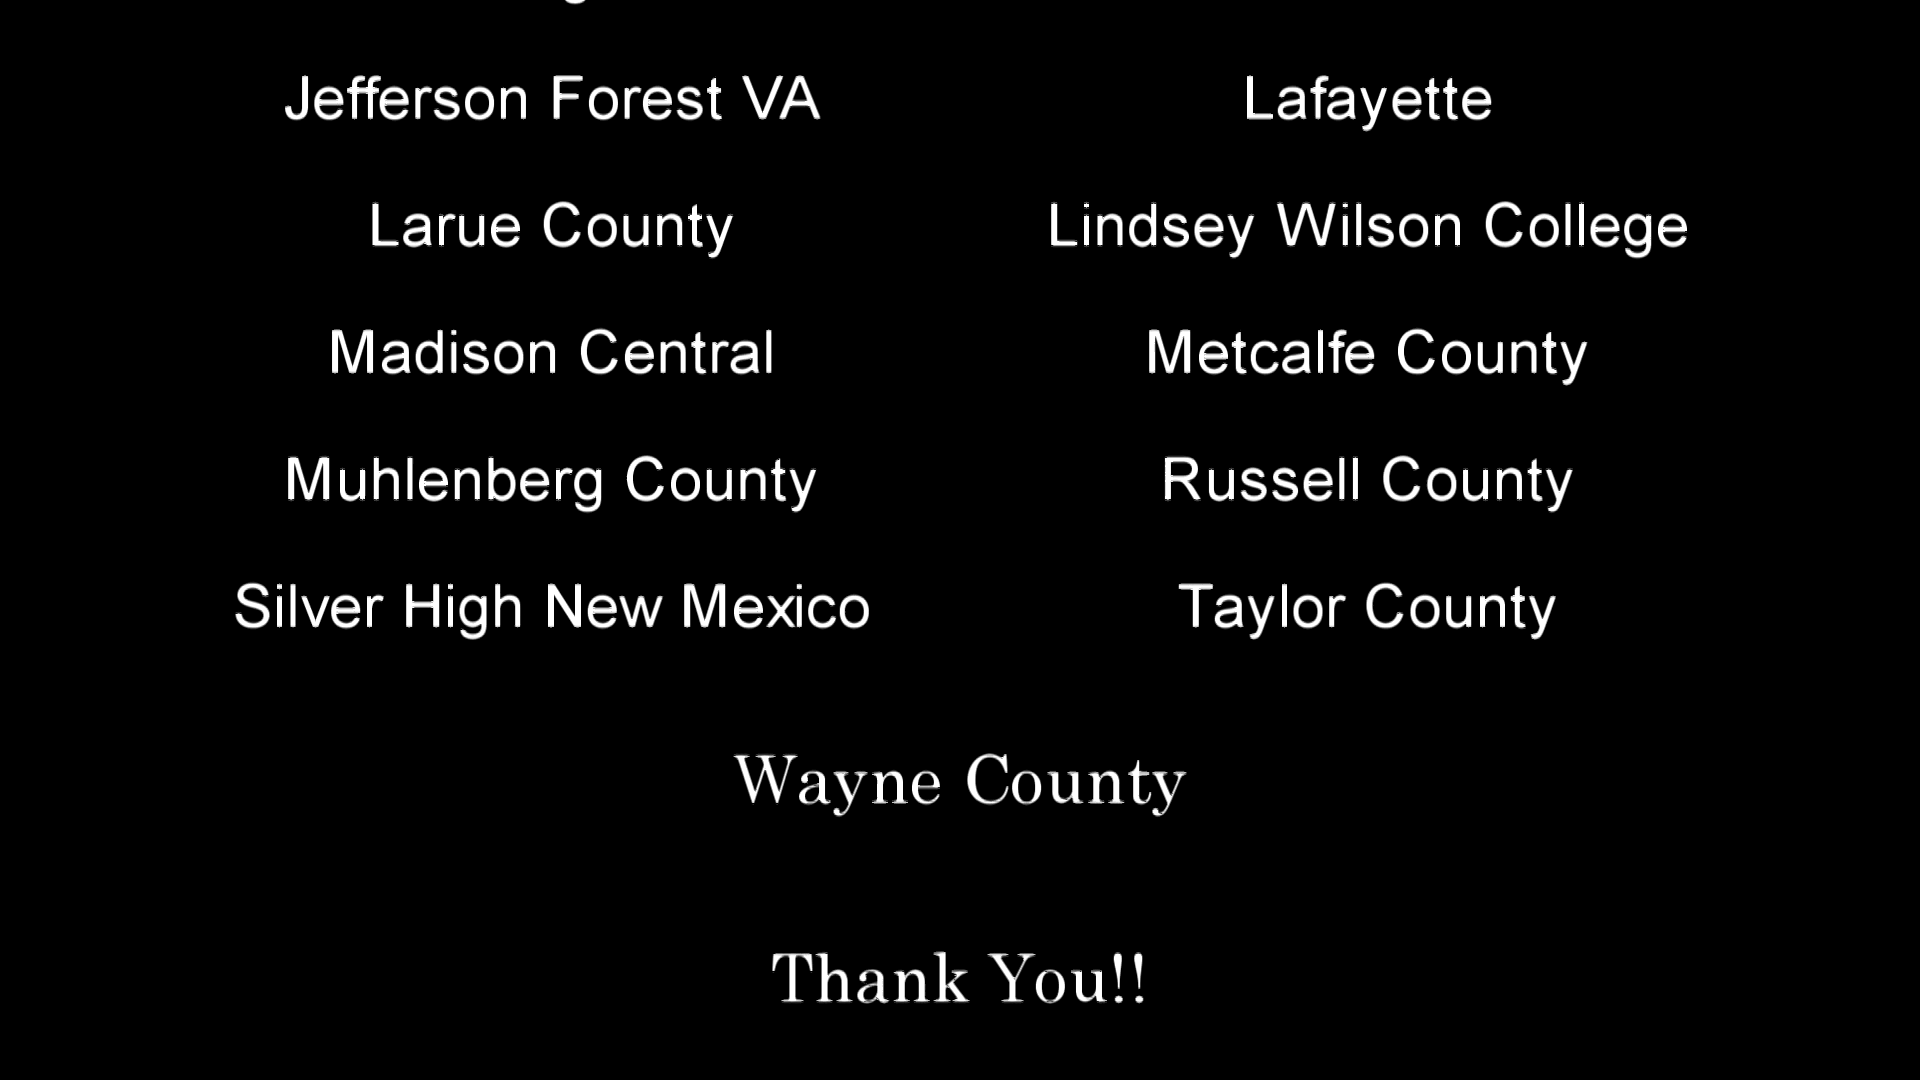 Jefferson Forest VA
Lafayette
Larue County
Lindsey Wilson College
Madison Central
Metcalfe County
Muhlenberg County
Russell County
Silver High New Mexico
Taylor County
Wayne County
Thank You!!